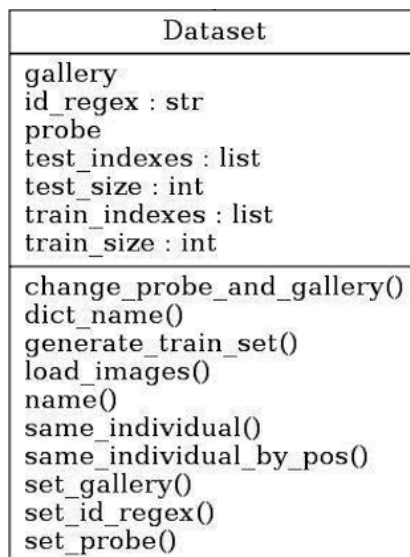 Dataset
gallery
id_regex : str
probe
test_indexes : list
test_size : int
train_indexes : list
train_size : int
change_probe_and_gallery()
dict_name()
generate_train_set()
load_images()
name()
same_individual()
same_individual_by_pos()
set_gallery()
set_id_regex()
set_probe()